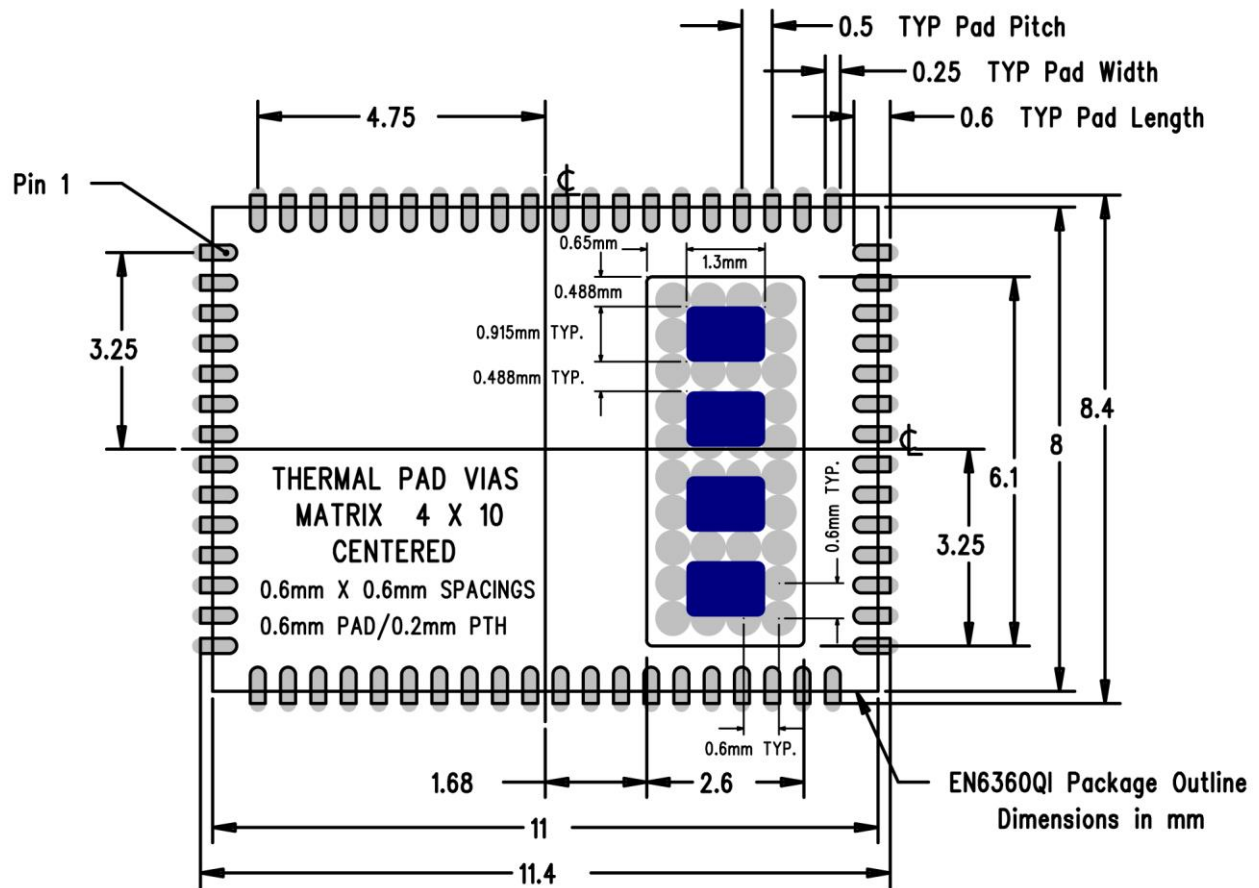 0.5 TYP Pad Pitch
0.25 TYP Pad Width
4.75
0.6 TYP Pad Length
Pin 1
℄
0.65mm
1.3mm
0.488mm
0.915mm TYP.
3.25
0.488mm TYP.
8.4
℄
8
THERMAL PAD VIAS
MATRIX 4 X 10
CENTERED
0.6mm X 0.6mm SPACINGS
0.6mm PAD/0.2mm PTH
0.6mm TYP.
6.1
3.25
0.6mm TYP.
1.68
2.6
EN6360QI Package Outline
Dimensions in mm
11
11.4